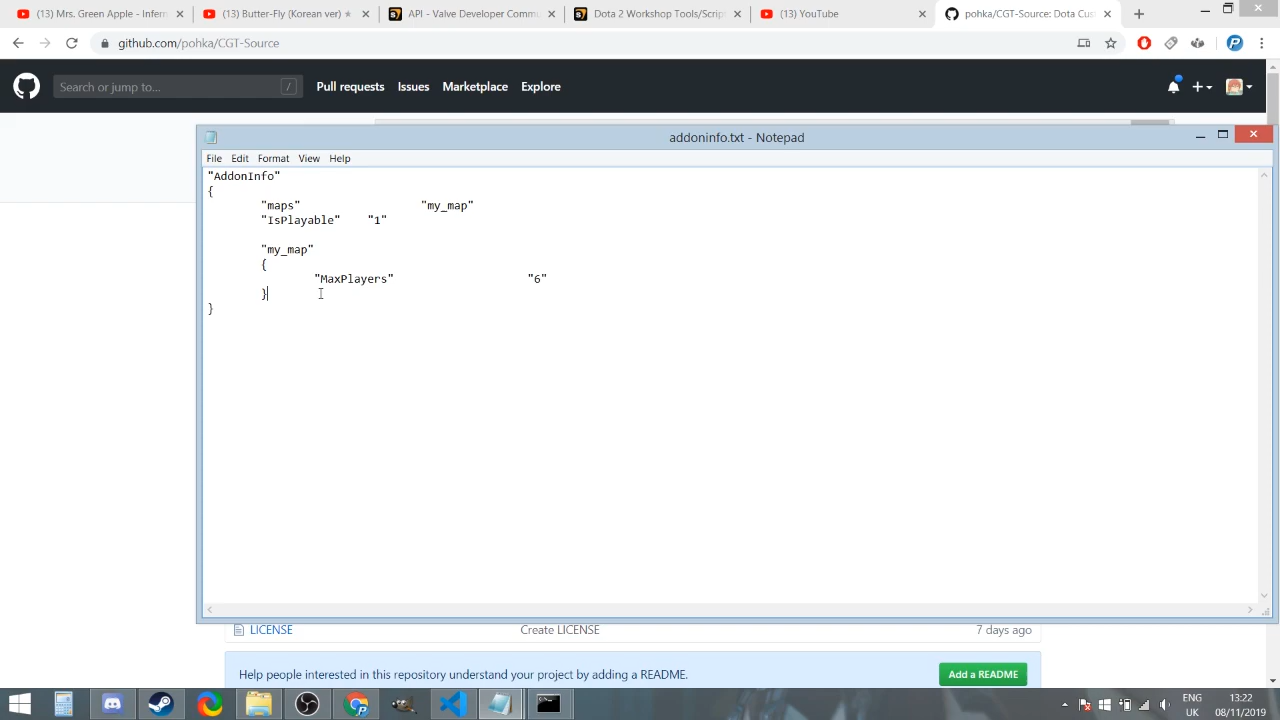 (13) Mrs. Green Apple - Infern
(13) Butter-Fly (Korean ver) ★
API - Valve Developer Commu
Dota 2 Workshop Tools/Script
(13) YouTube
pohka/CGT-Source: Dota Cus
github.com/pohka/CGT-Source
Search or jump to...
/
Pull requests
Issues
Marketplace
Explore
addoninfo.txt - Notepad
File Edit Format View Help
"AddonInfo"
{
"maps" "my_map"
"IsPlayable" "1"
"my_map"
{
"MaxPlayers" "6"
}
}
LICENSE
Create LICENSE
7 days ago
Help people interested in this repository understand your project by adding a README.
Add a README
ENG
UK
13:22
08/11/2019